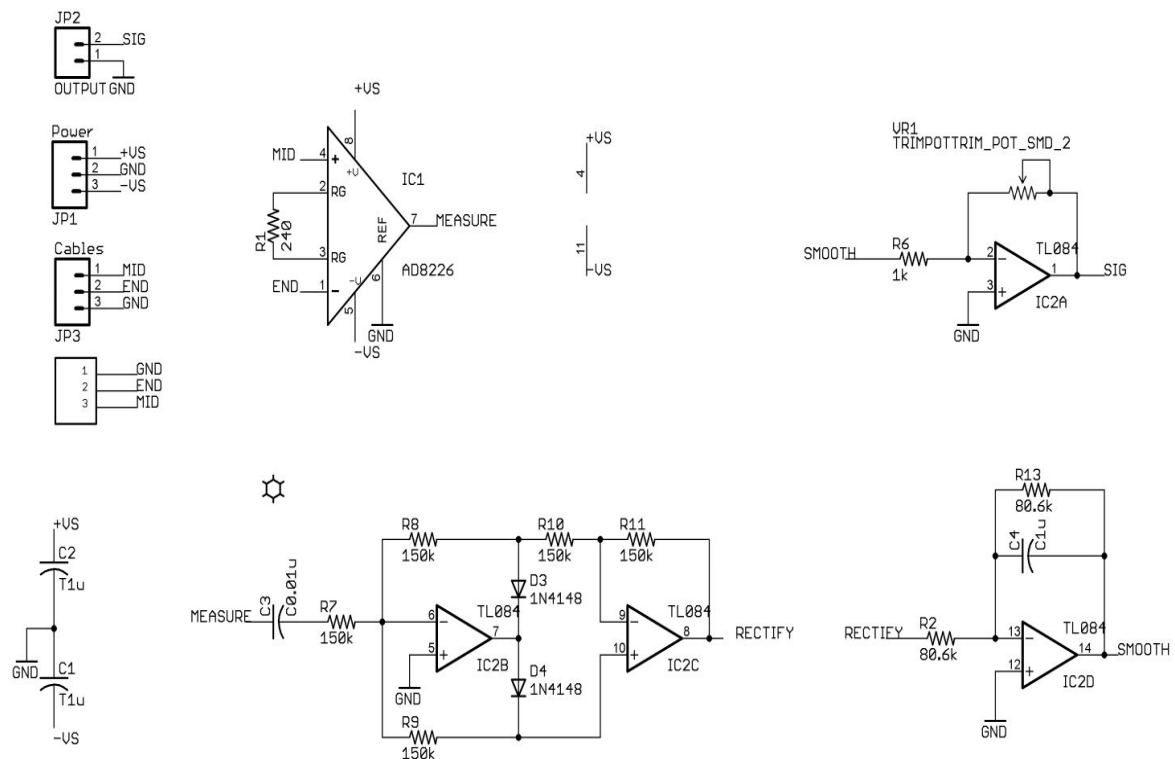 JP2
2 SIG
1
OUTPUT GND
Power
1 +VS
2 GND
3 -VS
JP1
Cables
1 MID
2 END
3 GND
JP3
1 GND
2 END
3 MID
+VS
8
MID 4 +
+V
2 RG
IC1
R1
240
REF
7 MEASURE
3 RG
6
AD8226
END 1 -
-V
5
GND
-VS
+VS
4
11
-VS
VR1
TRIMPOTTRIM_POT_SMD_2
SMOOTH
R6
1k
2 -
TL084
1 SIG
3 +
IC2A
GND
+VS
C2
T1u
GND
C1
T1u
-VS
MEASURE
C3
C0.01u
R7
150k
R8
150k
R10
150k
R11
150k
D3
1N4148
TL084
6 -
7
5 +
IC2B
GND
D4
1N4148
R9
150k
TL084
9 -
8
10 +
IC2C
RECTIFY
R13
80.6k
C4
C1u
RECTIFY
R2
80.6k
TL084
13 -
14 SMOOTH
12 +
IC2D
GND